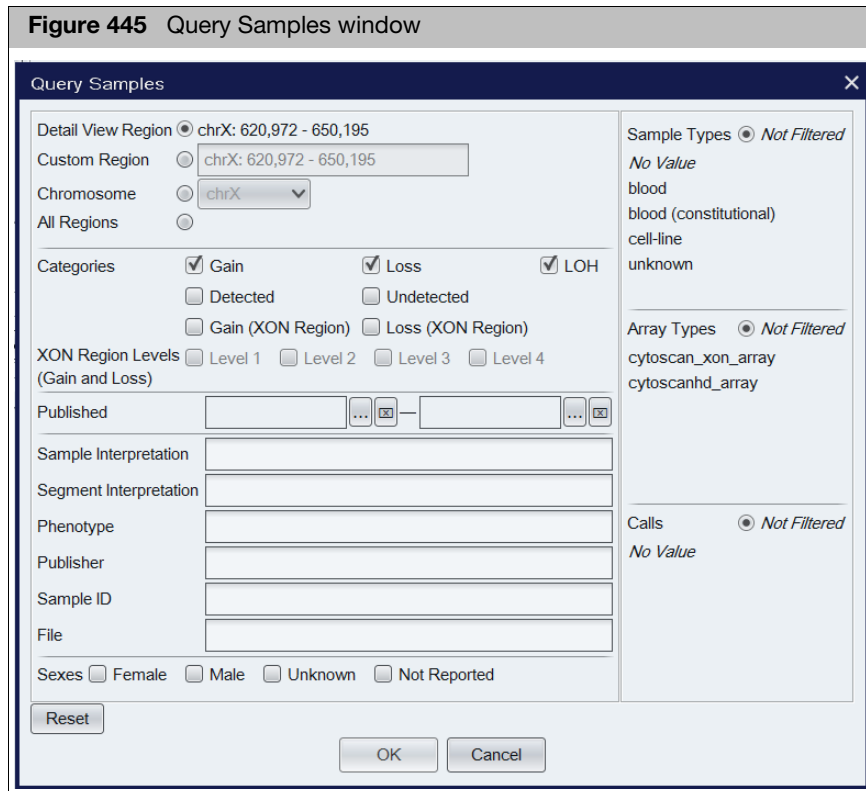 Figure 445 Query Samples window
Query Samples
Detail View Region chrX: 620,972 - 650,195
Custom Region chrX: 620,972 - 650,195
Chromosome chrX
All Regions
Categories Gain Loss LOH
Detected Undetected
Gain (XON Region) Loss (XON Region)
XON Region Levels Level 1 Level 2 Level 3 Level 4
(Gain and Loss)
Published ... — ...
Sample Interpretation
Segment Interpretation
Phenotype
Publisher
Sample ID
File
Sexes Female Male Unknown Not Reported
Sample Types Not Filtered
No Value
blood
blood (constitutional)
cell-line
unknown
Array Types Not Filtered
cytoscan_xon_array
cytoscanhd_array
Calls Not Filtered
No Value
Reset
OK Cancel